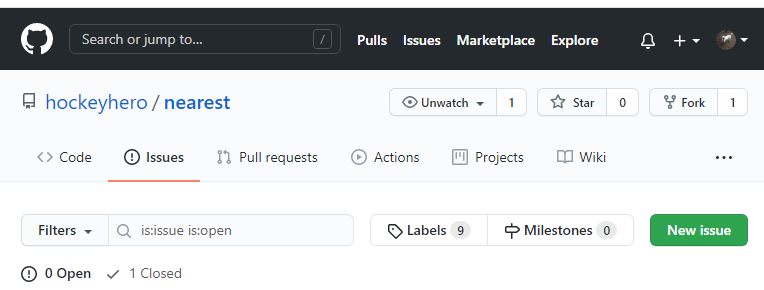 Search or jump to... / Pulls Issues Marketplace Explore
hockeyhero / nearest Unwatch 1 Star 0 Fork 1
Code Issues Pull requests Actions Projects Wiki ...
Filters is:issue is:open Labels 9 Milestones 0 New issue
0 Open 1 Closed